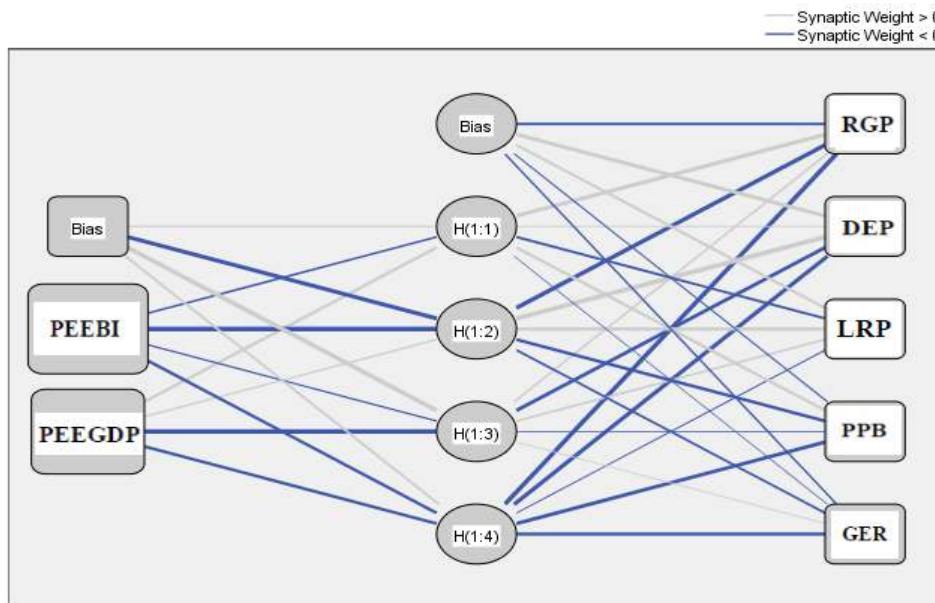 Synaptic Weight >
Synaptic Weight <
Bias
RGP
Bias
H(1:1)
DEP
PEEBI
H(1:2)
LRP
PEEGDP
H(1:3)
PPB
H(1:4)
GER